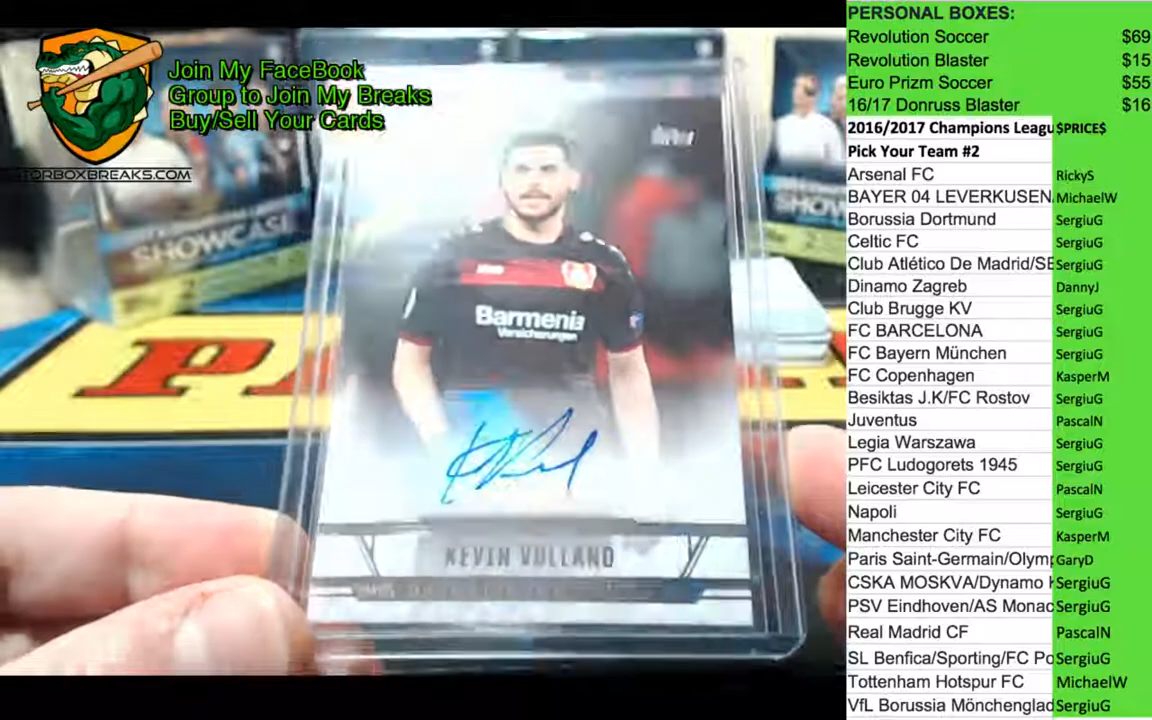 Join My FaceBook
Group to Join My Breaks
Buy/Sell Your Cards
TORBOXBREAKS.COM
SHOWCASE
SHOW
Barmenia
Versicherungen
KEVIN VOLLAND
PERSONAL BOXES:
Revolution Soccer $69
Revolution Blaster $15
Euro Prizm Soccer $55
16/17 Donruss Blaster $16
2016/2017 Champions Leagu $PRICE$
Pick Your Team #2
Arsenal FC RickyS
BAYER 04 LEVERKUSEN MichaelW
Borussia Dortmund SergiuG
Celtic FC SergiuG
Club Atlético De Madrid/SE SergiuG
Dinamo Zagreb DannyJ
Club Brugge KV SergiuG
FC BARCELONA SergiuG
FC Bayern München SergiuG
FC Copenhagen KasperM
Besiktas J.K/FC Rostov SergiuG
Juventus PascalN
Legia Warszawa SergiuG
PFC Ludogorets 1945 SergiuG
Leicester City FC PascalN
Napoli SergiuG
Manchester City FC KasperM
Paris Saint-Germain/Olymp GaryD
CSKA MOSKVA/Dynamo K SergiuG
PSV Eindhoven/AS Monac SergiuG
Real Madrid CF PascalN
SL Benfica/Sporting/FC Po SergiuG
Tottenham Hotspur FC MichaelW
VfL Borussia Mönchenglad SergiuG